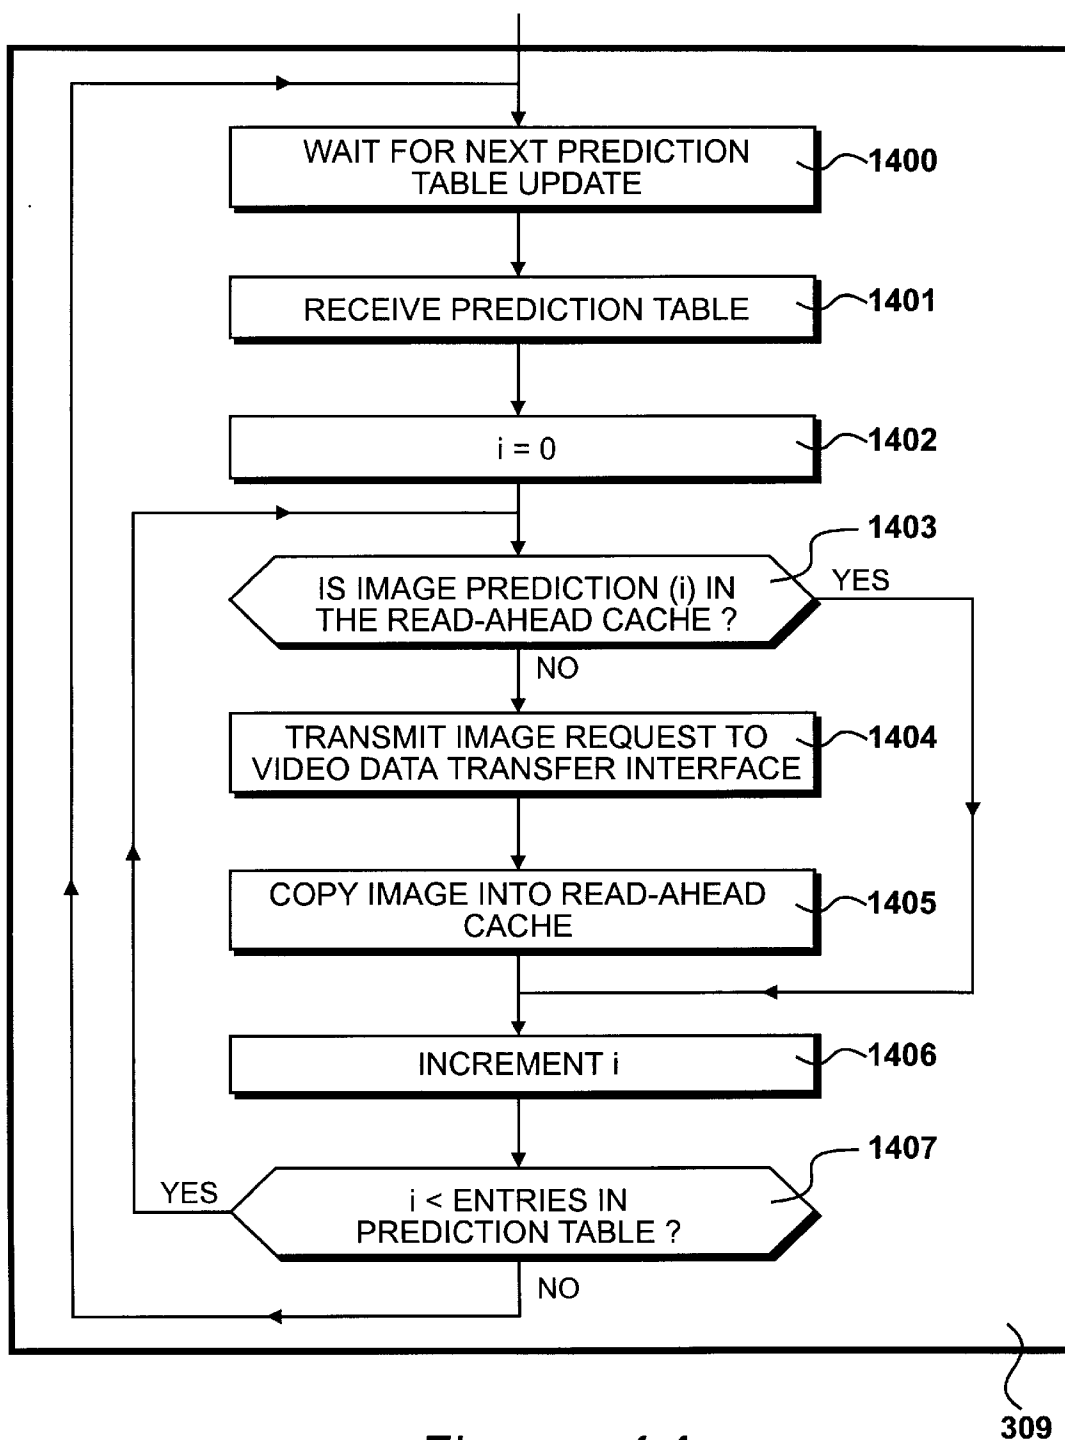 WAIT FOR NEXT PREDICTION
TABLE UPDATE
1400
RECEIVE PREDICTION TABLE
1401
i = 0
1402
1403
IS IMAGE PREDICTION (i) IN
THE READ-AHEAD CACHE ?
YES
NO
TRANSMIT IMAGE REQUEST TO
VIDEO DATA TRANSFER INTERFACE
1404
COPY IMAGE INTO READ-AHEAD
CACHE
1405
INCREMENT i
1406
1407
YES
i < ENTRIES IN
PREDICTION TABLE ?
NO
309